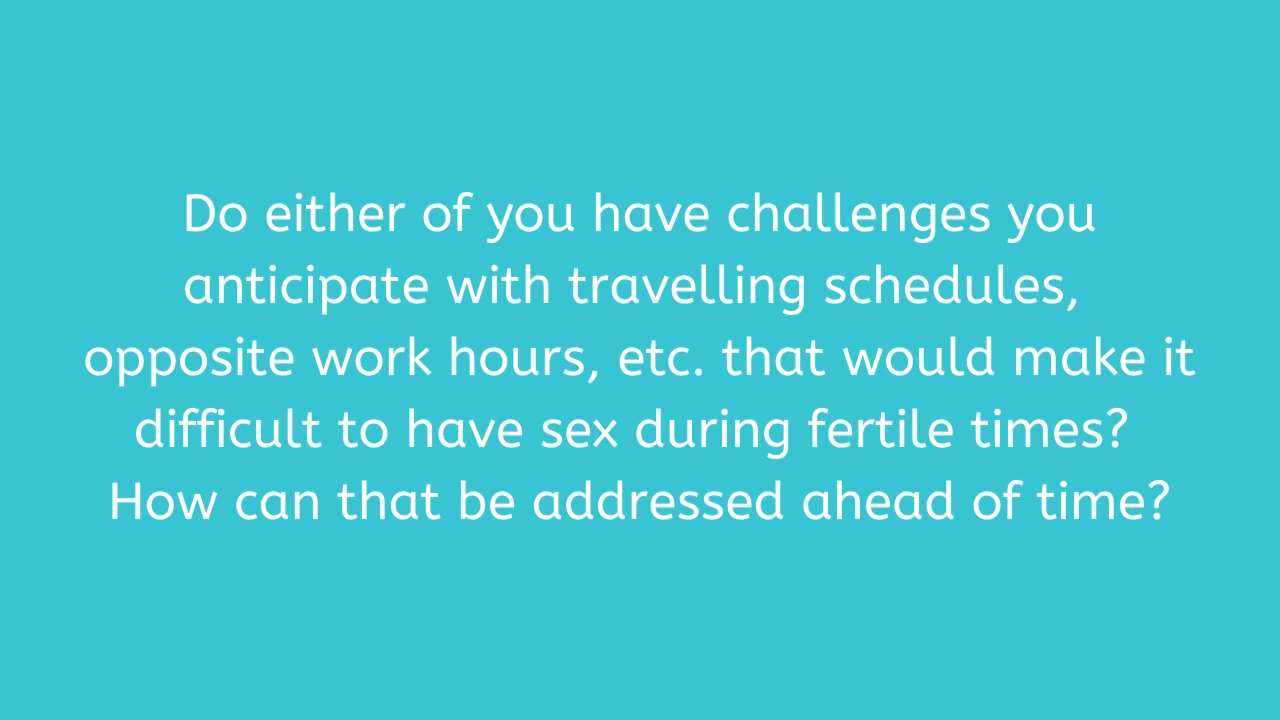 Do either of you have challenges you
anticipate with travelling schedules,
opposite work hours, etc. that would make it
difficult to have sex during fertile times?
How can that be addressed ahead of time?